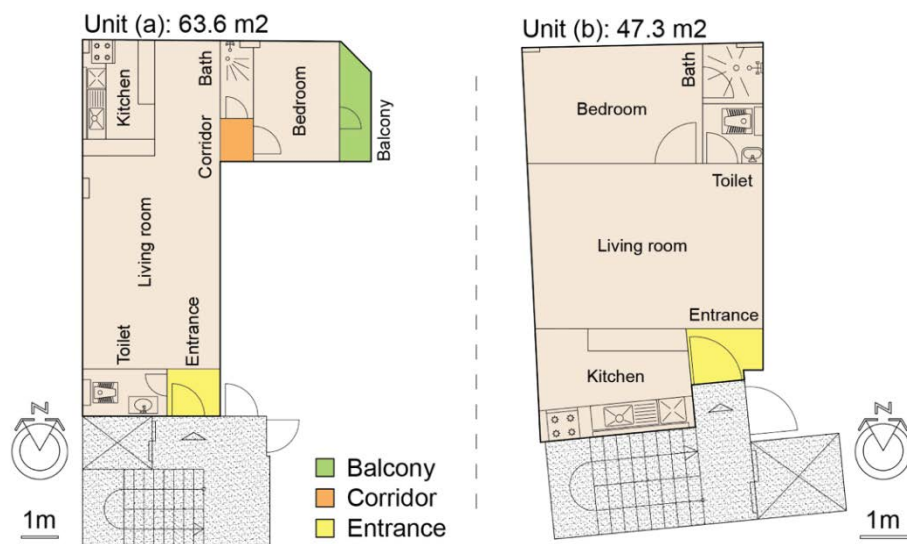 Unit (a): 63.6 m2
Kitchen
Bath
Bedroom
Balcony
Corridor
Living room
Toilet
Entrance
N
1m
Balcony
Corridor
Entrance
Unit (b): 47.3 m2
Bath
Bedroom
Toilet
Living room
Entrance
Kitchen
N
1m